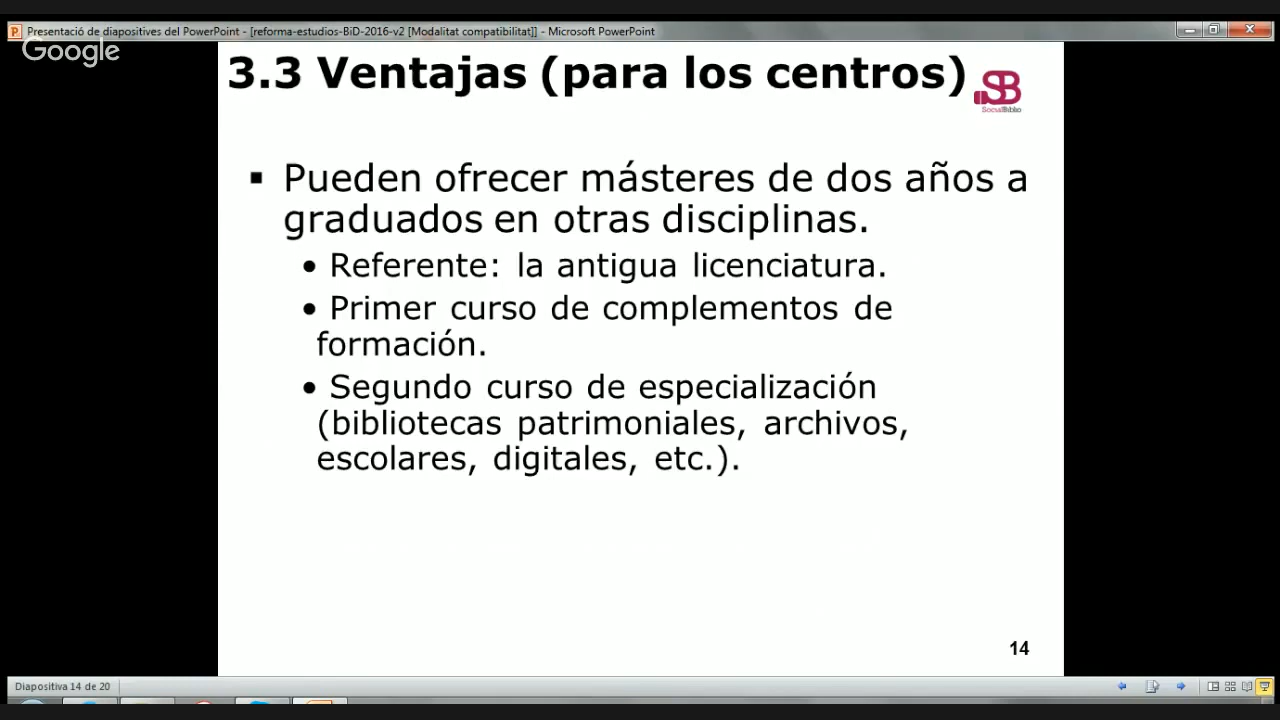 Presentació de diapositives del PowerPoint - [reforma-estudios-BiD-2016-v2 [Modalitat compatibilitat]] - Microsoft PowerPoint
Google
3.3 Ventajas (para los centros)
SB
SocialBiblio
▪ Pueden ofrecer másteres de dos años a
graduados en otras disciplinas.
• Referente: la antigua licenciatura.
• Primer curso de complementos de
formación.
• Segundo curso de especialización
(bibliotecas patrimoniales, archivos,
escolares, digitales, etc.).
14
Diapositiva 14 de 20